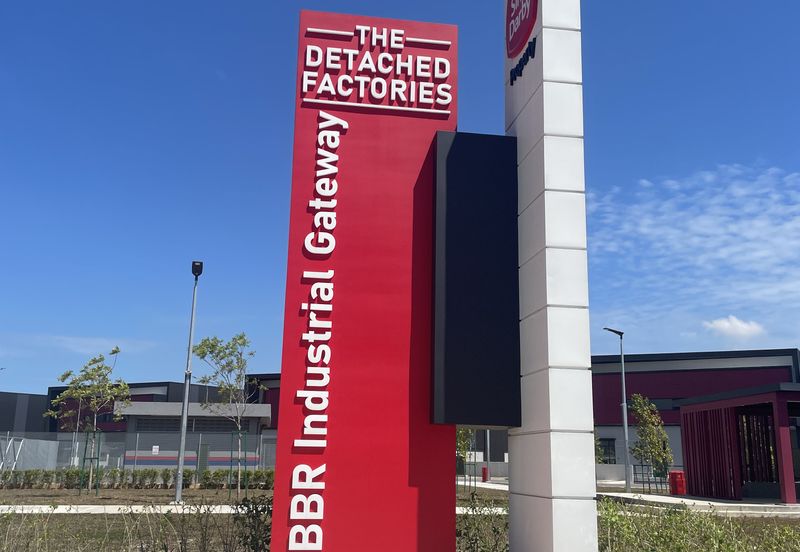 THE
DETACHED
FACTORIES
BBR Industrial Gateway
Darby
Property